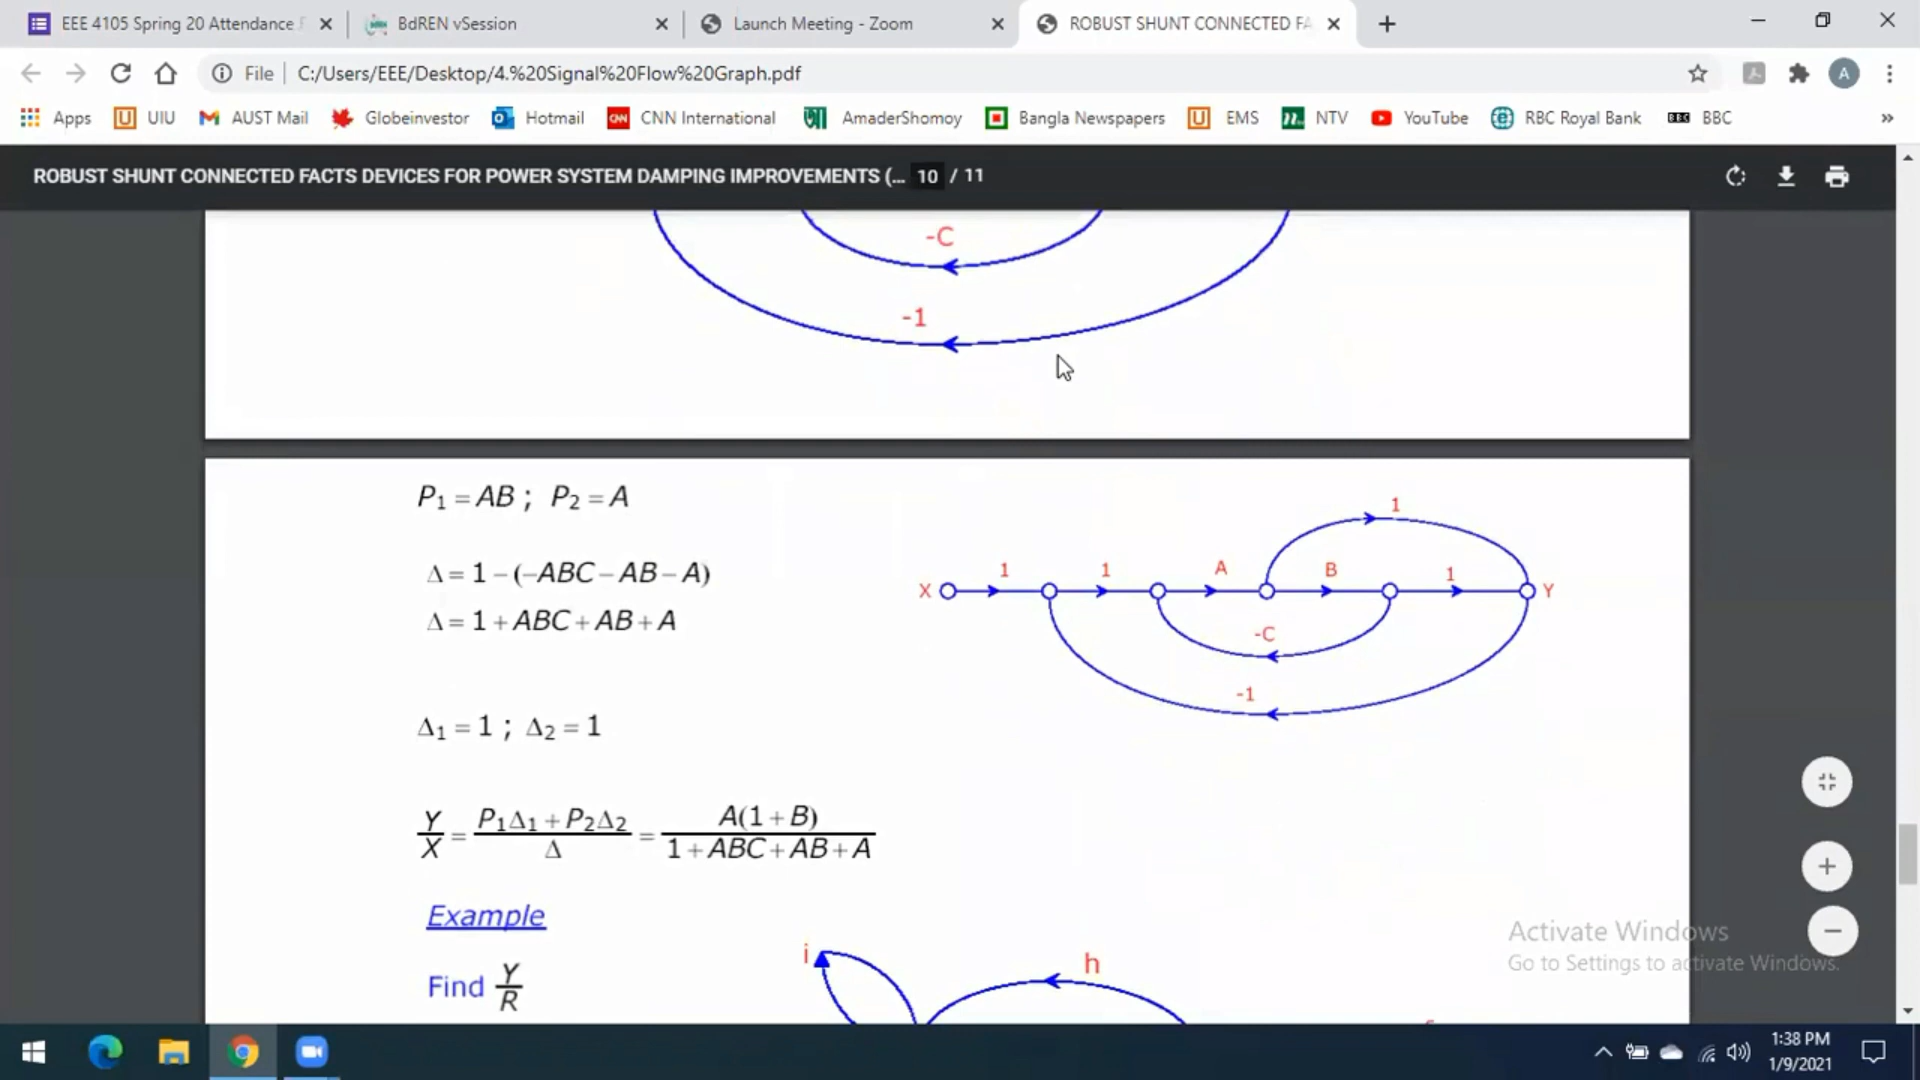 EEE 4105 Spring 20 Attendance F
BdREN vSession
Launch Meeting - Zoom
ROBUST SHUNT CONNECTED FA
File
C:/Users/EEE/Desktop/4.%20Signal%20Flow%20Graph.pdf
A
Apps
UIU
AUST Mail
Globeinvestor
Hotmail
CNN International
AmaderShomoy
Bangla Newspapers
EMS
NTV
YouTube
RBC Royal Bank
BBC
»
ROBUST SHUNT CONNECTED FACTS DEVICES FOR POWER SYSTEM DAMPING IMPROVEMENTS (... 10 / 11
-C
-1
P1 = AB ; P2 = A
Δ = 1 – (–ABC – AB – A)
Δ = 1 + ABC + AB + A
Δ1 = 1 ; Δ2 = 1
Y/X = P1Δ1 + P2Δ2 / Δ = A(1 + B) / 1 + ABC + AB + A
1
X 1 1 A B 1 Y
-C
-1
Example
Find Y/R
i
h
Activate Windows
Go to Settings to activate Windows.
1:38 PM
1/9/2021